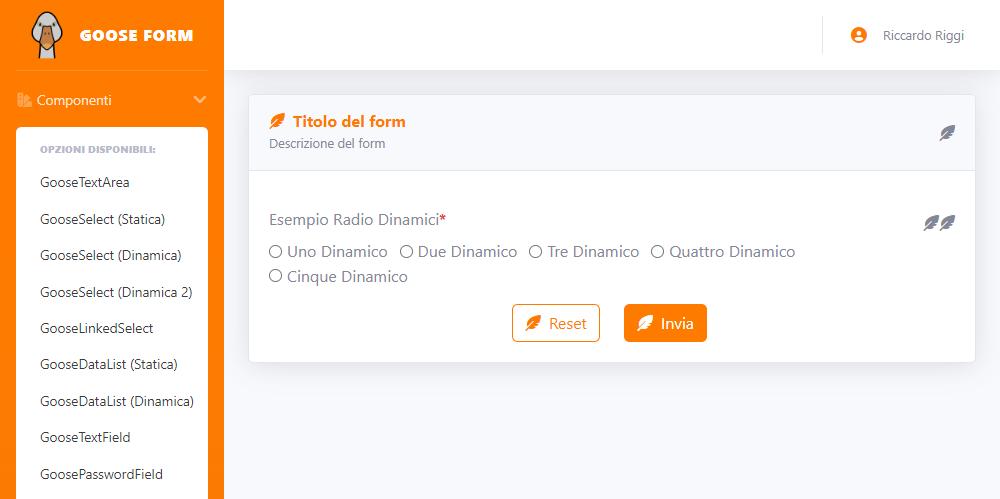 GOOSE FORM
Riccardo Riggi
Componenti
OPZIONI DISPONIBILI:
GooseTextArea
GooseSelect (Statica)
GooseSelect (Dinamica)
GooseSelect (Dinamica 2)
GooseLinkedSelect
GooseDataList (Statica)
GooseDataList (Dinamica)
GooseTextField
GoosePasswordField
Titolo del form
Descrizione del form
Esempio Radio Dinamici*
Uno Dinamico Due Dinamico Tre Dinamico Quattro Dinamico
Cinque Dinamico
Reset Invia